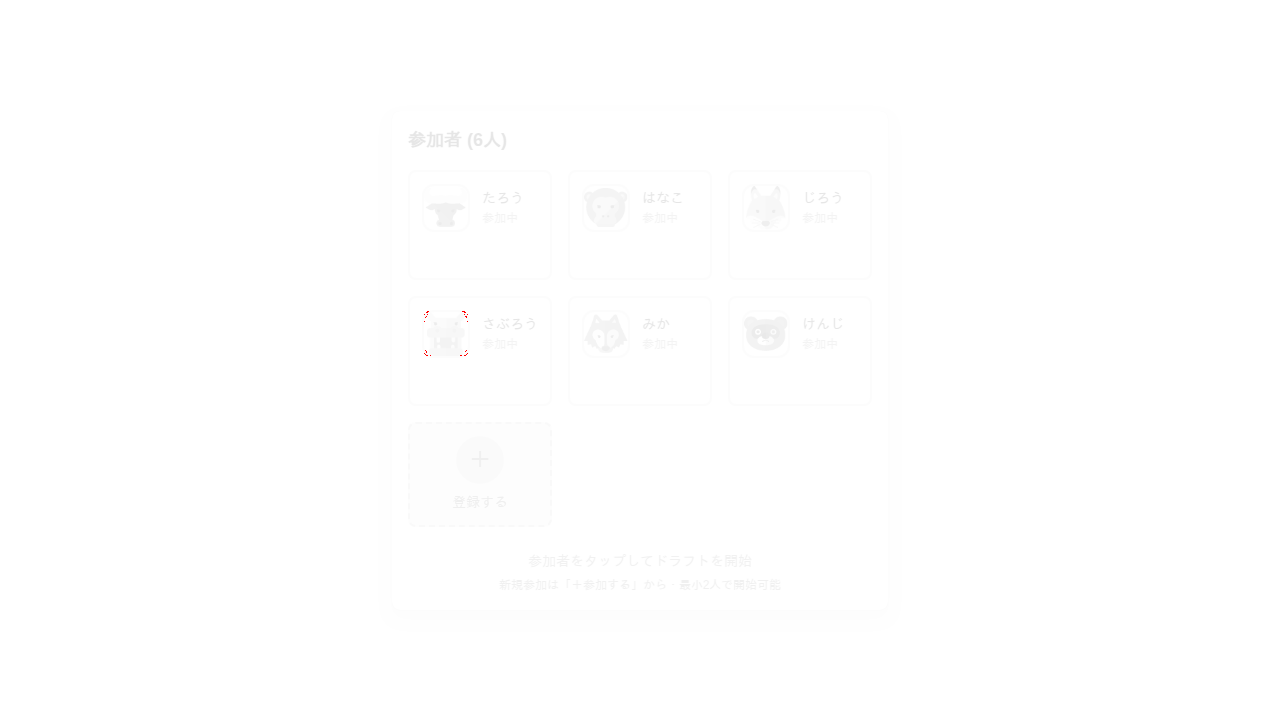 参加者 (6人)
たろう
参加中
はなこ
参加中
じろう
参加中
さぶろう
参加中
みか
参加中
けんじ
参加中
+
登録する
参加者をタップしてドラフトを開始
新規参加は「＋参加する」から・最小2人で開始可能